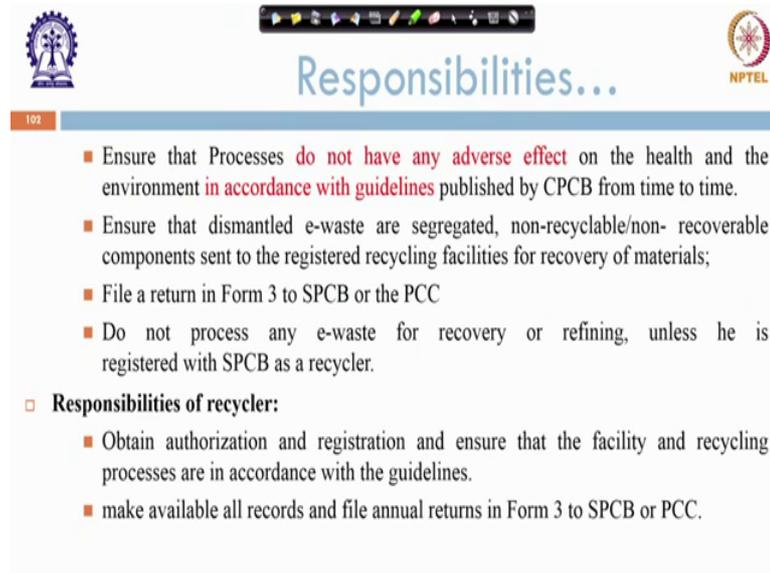 Responsibilities...
NPTEL
102
Ensure that Processes do not have any adverse effect on the health and the
environment in accordance with guidelines published by CPCB from time to time.
Ensure that dismantled e-waste are segregated, non-recyclable/non- recoverable
components sent to the registered recycling facilities for recovery of materials;
File a return in Form 3 to SPCB or the PCC
Do not process any e-waste for recovery or refining, unless he is
registered with SPCB as a recycler.
Responsibilities of recycler:
Obtain authorization and registration and ensure that the facility and recycling
processes are in accordance with the guidelines.
make available all records and file annual returns in Form 3 to SPCB or PCC.